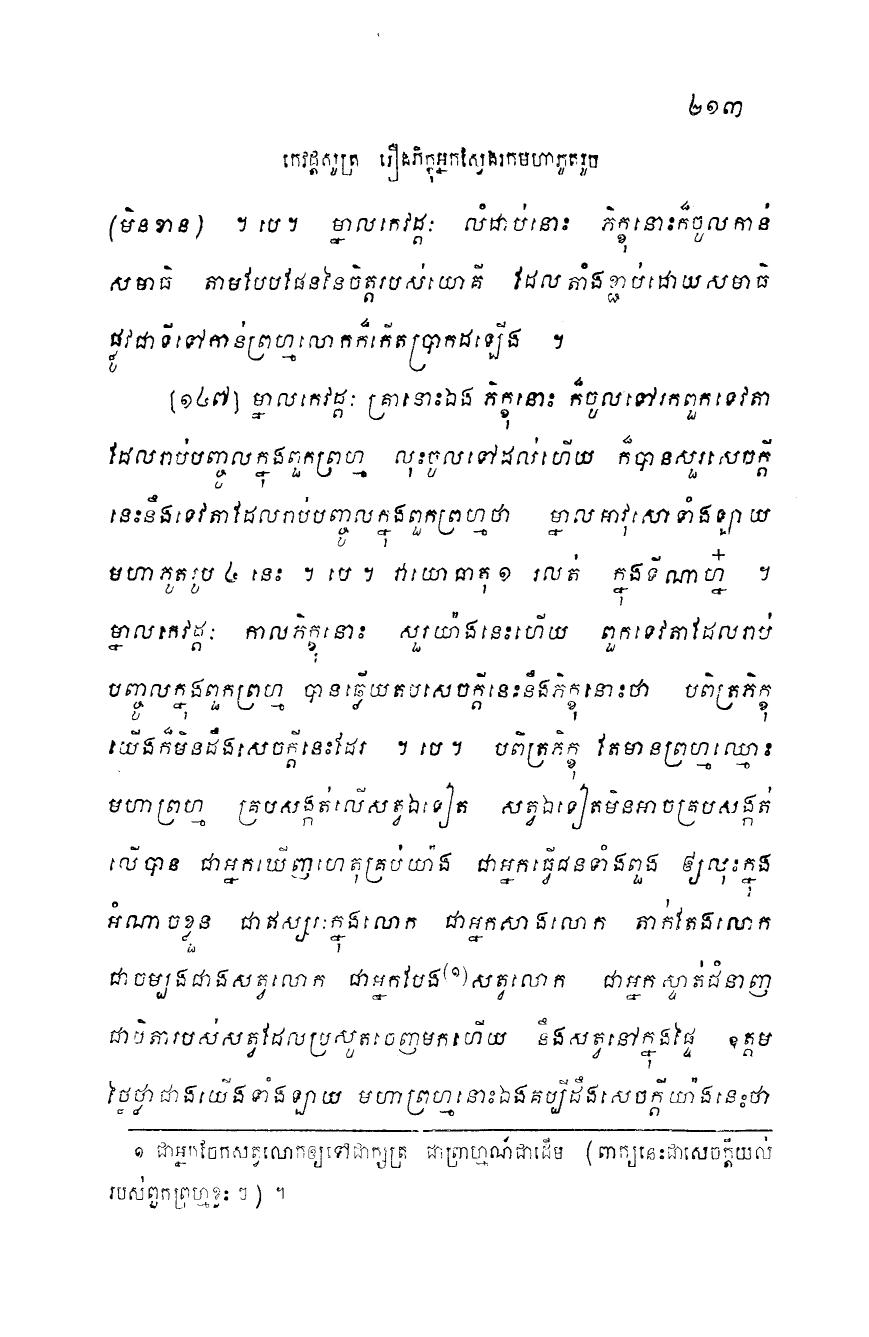 ២១៣
កេវដ្តសូត្រ រឿងភិក្ខុអ្នកស្វែងរកមហាភូតរូប
(មិនខាន) ។ បេ ។ ម្នាលកេវដ្តៈ លំដាប់នោះ ភិក្ខុនោះក៏ចូលកាន់
សមាធិ តាមបែបផែននៃចិត្តរបស់យោគី ដែលតាំងខ្ជាប់ដោយសមាធិ
ផ្លូវជាទីទៅកាន់ព្រហ្មលោកក៏កើតប្រាកដឡើង ។
[១៤៧] ម្នាលកេវដ្តៈ គ្រានោះឯង ភិក្ខុនោះ ក៏ចូលទៅរកពួកទេវតា
ដែលរាប់បញ្ចូលក្នុងពួកព្រហ្ម លុះចូលទៅដល់ហើយ ក៏បានសួរសេចក្តី
នេះនឹងទេវតាដែលរាប់បញ្ចូលក្នុងពួកព្រហ្មថា ម្នាលអាវុសោទាំងឡាយ
មហាភូតរូប ៤ នេះ ។ បេ ។ វាយោធាតុ ១ រលត់ ក្នុងទីណាហ្ន៎ ។
ម្នាលកេវដ្តៈ កាលភិក្ខុនោះ សួរយ៉ាងនេះហើយ ពួកទេវតាដែលរាប់
បញ្ចូលក្នុងពួកព្រហ្ម បានឆ្លើយតបសេចក្តីនេះនឹងភិក្ខុនោះថា បពិត្រភិក្ខុ
យើងក៏មិនដឹងសេចក្តីនេះដែរ ។ បេ ។ បពិត្រភិក្ខុ តែមានព្រហ្មឈ្មោះ
មហាព្រហ្ម គ្របសង្កត់លើសត្វឯទៀត សត្វឯទៀតមិនអាចគ្របសង្កត់
លើបាន ជាអ្នកឃើញហេតុគ្រប់យ៉ាង ជាអ្នកធ្វើជនទាំងពួង ឲ្យលុះក្នុង
អំណាចខ្លួន ជាឥស្សរៈក្នុងលោក ជាអ្នកសាងលោក តាក់តែងលោក
ជាចម្បងជាងសត្វលោក ជាអ្នកបែង(១)សត្វលោក ជាអ្នកស្ទាត់ជំនាញ
ជាបិតារបស់សត្វដែលប្រសូតចេញមកហើយ នឹងសត្វនៅក្នុងផ្ទៃ ឧត្តម
ថ្លៃថ្លាជាងយើងទាំងឡាយ មហាព្រហ្មនោះឯងគប្បីដឹងសេចក្តីយ៉ាងនេះថា
១ ជាអ្នកចែកសត្វលោកឲ្យទៅជាក្សត្រ ជាព្រាហ្មណ៍ជាដើម (ពាក្យនេះជាសេចក្តីយល់
របស់ពួកព្រហ្មខ្លះ ៗ) ។